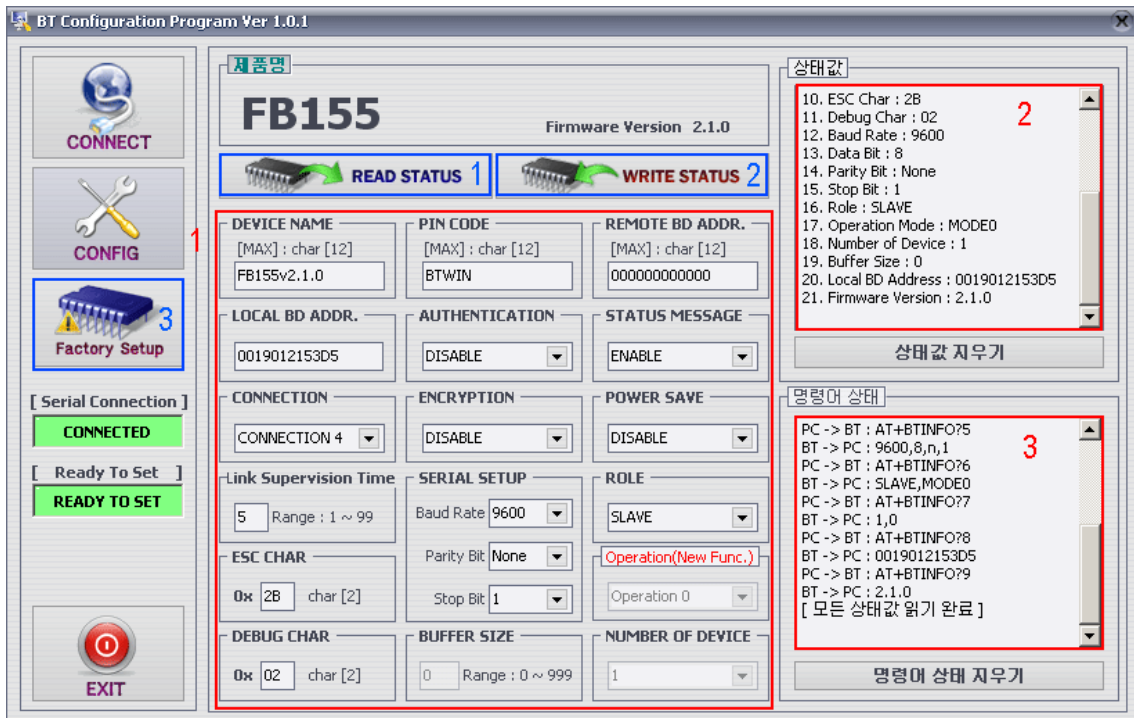 BT Configuration Program Ver 1.0.1
CONNECT
CONFIG
1
Factory Setup
3
[ Serial Connection ]
CONNECTED
[ Ready To Set ]
READY TO SET
EXIT
제품명
FB155
Firmware Version 2.1.0
READ STATUS 1
WRITE STATUS 2
DEVICE NAME
[MAX] : char [12]
FB155v2.1.0
PIN CODE
[MAX] : char [12]
BTWIN
REMOTE BD ADDR.
[MAX] : char [12]
000000000000
LOCAL BD ADDR.
0019012153D5
AUTHENTICATION
DISABLE
STATUS MESSAGE
ENABLE
CONNECTION
CONNECTION 4
ENCRYPTION
DISABLE
POWER SAVE
DISABLE
Link Supervision Time
5 Range : 1 ~ 99
SERIAL SETUP
Baud Rate 9600
Parity Bit None
Stop Bit 1
ROLE
SLAVE
ESC CHAR
0x 2B char [2]
Operation(New Func.)
Operation 0
DEBUG CHAR
0x 02 char [2]
BUFFER SIZE
0 Range : 0 ~ 999
NUMBER OF DEVICE
1
상태값
2
10. ESC Char : 2B
11. Debug Char : 02
12. Baud Rate : 9600
13. Data Bit : 8
14. Parity Bit : None
15. Stop Bit : 1
16. Role : SLAVE
17. Operation Mode : MODE0
18. Number of Device : 1
19. Buffer Size : 0
20. Local BD Address : 0019012153D5
21. Firmware Version : 2.1.0
상태값 지우기
명령어 상태
3
PC -> BT : AT+BTINFO?5
BT -> PC : 9600,8,n,1
PC -> BT : AT+BTINFO?6
BT -> PC : SLAVE,MODE0
PC -> BT : AT+BTINFO?7
BT -> PC : 1,0
PC -> BT : AT+BTINFO?8
BT -> PC : 0019012153D5
PC -> BT : AT+BTINFO?9
BT -> PC : 2.1.0
[ 모든 상태값 읽기 완료 ]
명령어 상태 지우기